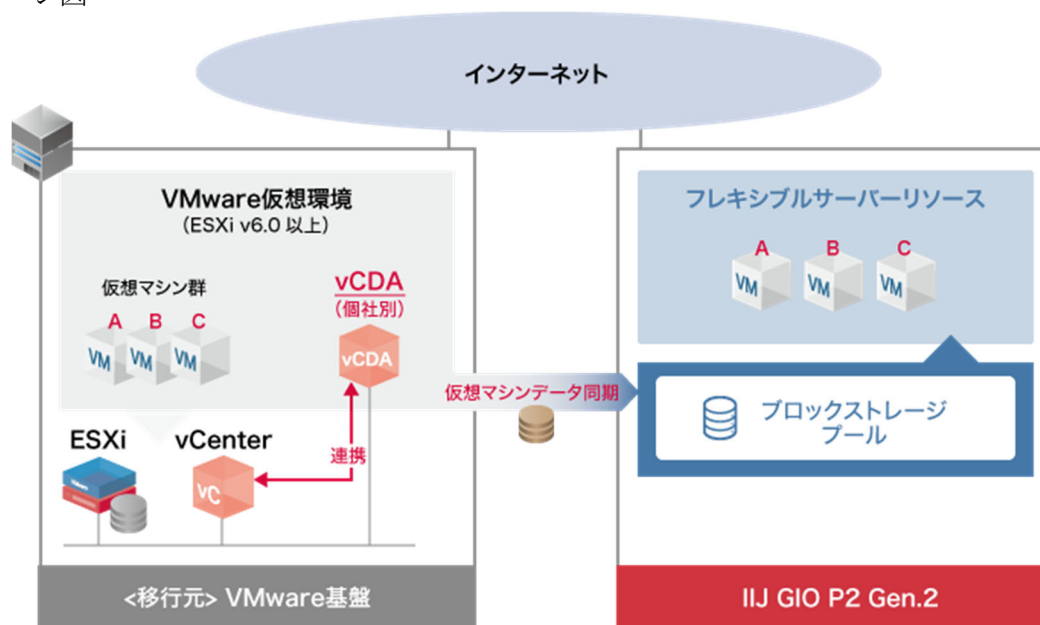 インターネット
VMware仮想環境
(ESXi v6.0 以上)
仮想マシン群
A B C
VM VM VM
vCDA
(個社別)
vCDA
ESXi
vCenter
vmware
VC
連携
<移行元> VMware基盤
仮想マシンデータ同期
フレキシブルサーバーリソース
A B C
VM VM VM
ブロックストレージ
プール
IIJ GIO P2 Gen.2